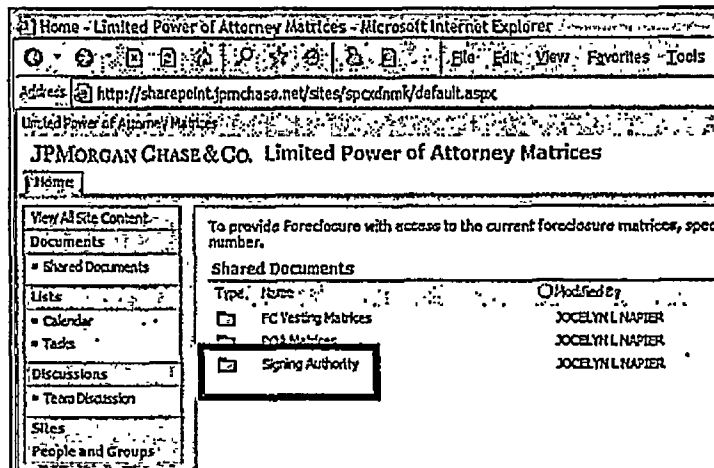 Home - Limited Power of Attorney Matrices - Microsoft Internet Explorer
File Edit View Favorites Tools
Address http://sharepoint.jpmchase.net/sites/spcxdnmk/default.aspx
Limited Power of Attorney Matrices
JPMORGAN CHASE & CO. Limited Power of Attorney Matrices
Home
View All Site Content
Documents
Shared Documents
Lists
Calendar
Tasks
Discussions
Team Discussion
Sites
People and Groups
To provide Foreclosure with access to the current foreclosure matrices, spec
number.
Shared Documents
Type Name Modified By
FC Vesting Matrices JOCELYN L NAPIER
POA Matrices JOCELYN L NAPIER
Signing Authority JOCELYN L NAPIER